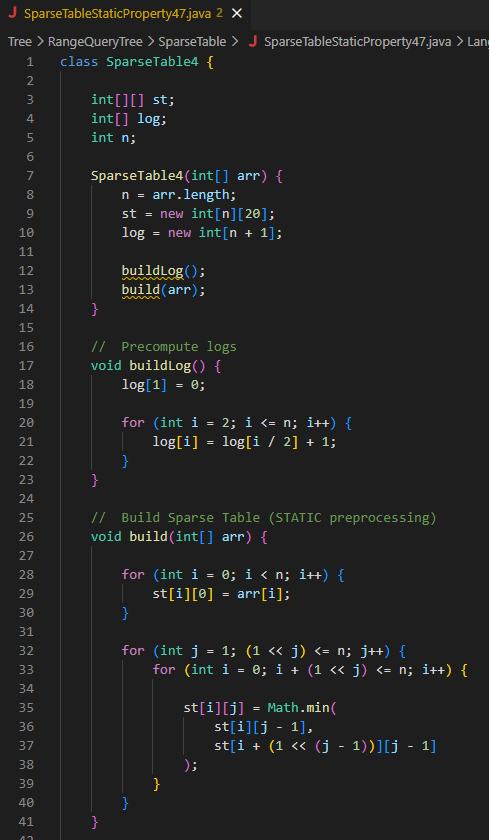 SparseTableStaticProperty47.java 2 ×
Tree > RangeQueryTree > SparseTable > SparseTableStaticProperty47.java > Lang
1 class SparseTable4 {
2
3     int[][] st;
4     int[] log;
5     int n;
6
7     SparseTable4(int[] arr) {
8         n = arr.length;
9         st = new int[n][20];
10         log = new int[n + 1];
11
12         buildLog();
13         build(arr);
14     }
15
16     //  Precompute logs
17     void buildLog() {
18         log[1] = 0;
19
20         for (int i = 2; i <= n; i++) {
21             log[i] = log[i / 2] + 1;
22         }
23     }
24
25     //  Build Sparse Table (STATIC preprocessing)
26     void build(int[] arr) {
27
28         for (int i = 0; i < n; i++) {
29             st[i][0] = arr[i];
30         }
31
32         for (int j = 1; (1 << j) <= n; j++) {
33             for (int i = 0; i + (1 << j) <= n; i++) {
34
35                 st[i][j] = Math.min(
36                     st[i][j - 1],
37                     st[i + (1 << (j - 1))][j - 1]
38                 );
39             }
40         }
41     }